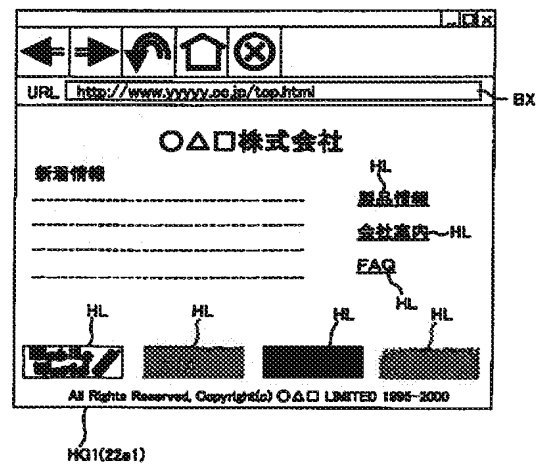 URL http://www.yyyyy.co.jp/top.html
BX
○△□株式会社
新着情報
HL
製品情報
会社案内 HL
FAQ
HL
HL HL HL HL
All Rights Reserved, Copyright(c) ○△□ LIMITED 1995-2000
HG1(22a1)